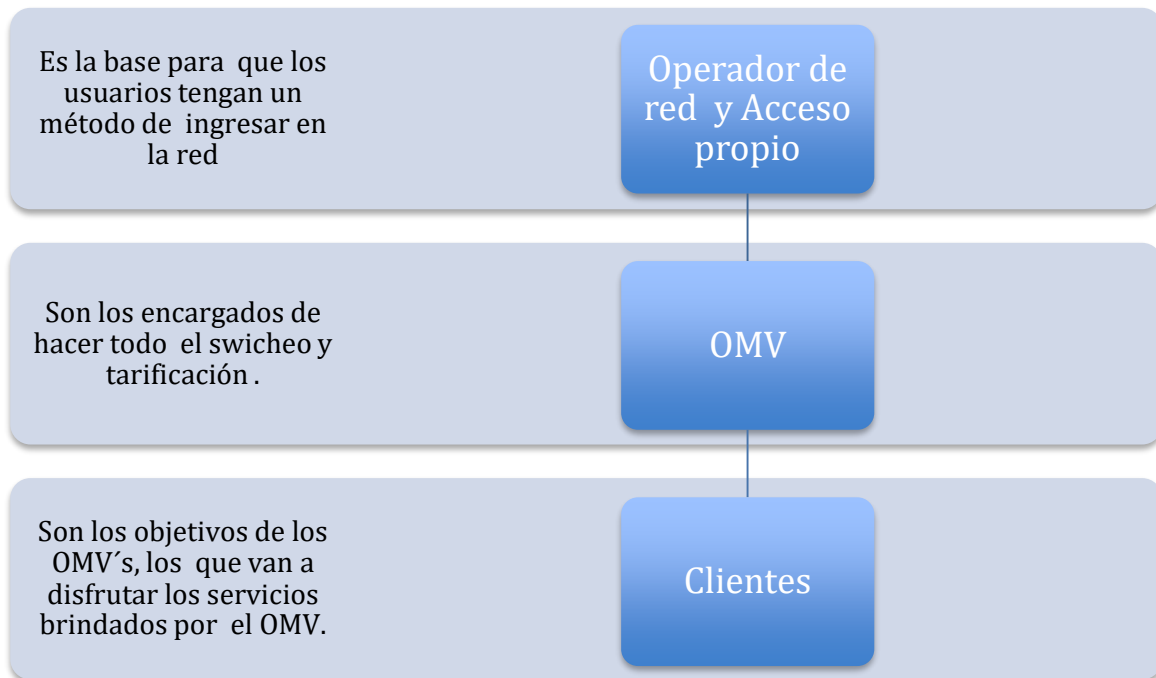 Es la base para que los
usuarios tengan un
método de ingresar en
la red
Operador de
red y Acceso
propio
Son los encargados de
hacer todo el swicheo y
tarificación .
OMV
Son los objetivos de los
OMV´s, los que van a
disfrutar los servicios
brindados por el OMV.
Clientes